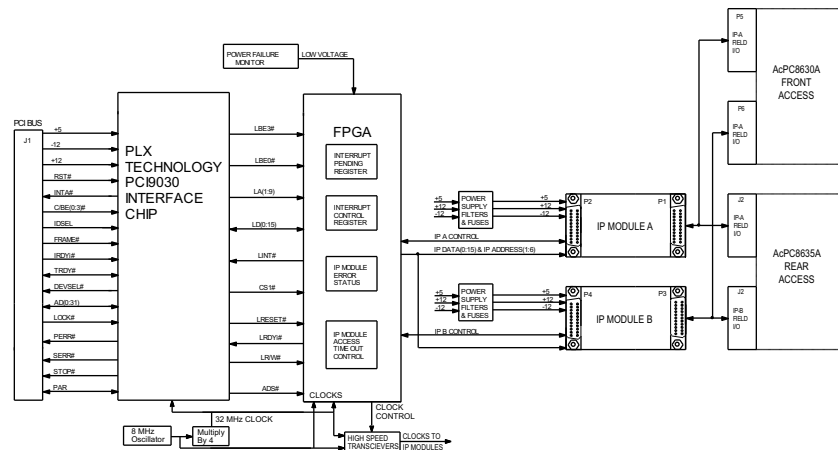 POWER FAILURE
MONITOR
LOW VOLTAGE
PCI BUS
J1
+5
-12
+12
RST#
INTA#
C/BE(0:3)#
IDSEL
FRAME#
IRDY/#
TRDY#
DEVSEL#
AD(0:31)
LOCK#
PERR#
SERR#
STOP#
PAR
PLX
TECHNOLOGY
PCI9030
INTERFACE
CHIP
LBE3#
LBE0#
LA(1:9)
LD(0:15)
LINT#
CS1#
LRESET#
LRDY/#
LR/W#
ADS#
FPGA
INTERRUPT
PENDING
REGISTER
INTERRUPT
CONTROL
REGISTER
IP MODULE
ERROR
STATUS
IP MODULE
ACCESS
TIME OUT
CONTROL
CLOCKS
32 MHz CLOCK
8 MHz
Oscillator
Multiply
By 4
CLOCK
CONTROL
HIGH SPEED
TRANSCIEVERS
CLOCKS TO
IP MODULES
+5
+12
-12
POWER
SUPPLY
FILTERS
& FUSES
+5
+12
-12
IP A CONTROL
IP DATA(0:15) & IP ADDRESS(1:6)
P2
P1
IP MODULE A
+5
+12
-12
POWER
SUPPLY
FILTERS
& FUSES
+5
+12
-12
IP B CONTROL
P4
P3
IP MODULE B
P5
IP-A
RELD
I/O
AcPC8630A
FRONT
ACCESS
P6
IP-A
RELD
I/O
J2
IP-A
RELD
I/O
AcPC8635A
REAR
ACCESS
J2
IP-B
RELD
I/O